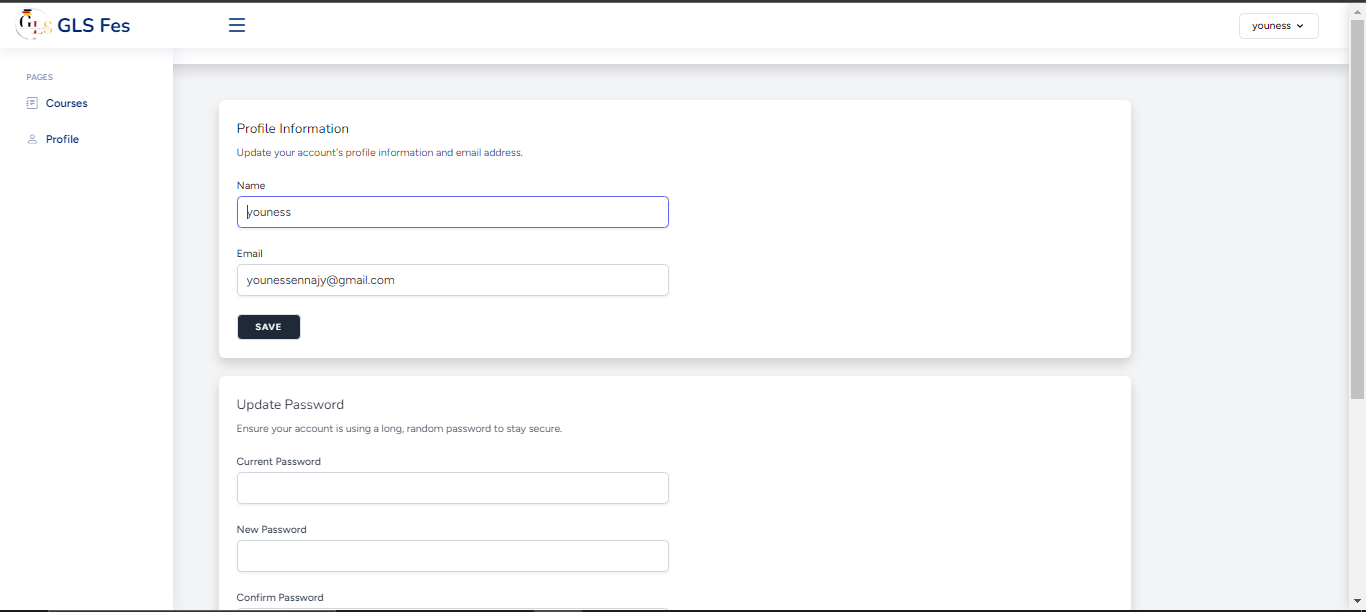 GLS GLS Fes
youness
PAGES
Courses
Profile
Profile Information
Update your account's profile information and email address.
Name
youness
Email
younessennajy@gmail.com
SAVE
Update Password
Ensure your account is using a long, random password to stay secure.
Current Password
New Password
Confirm Password